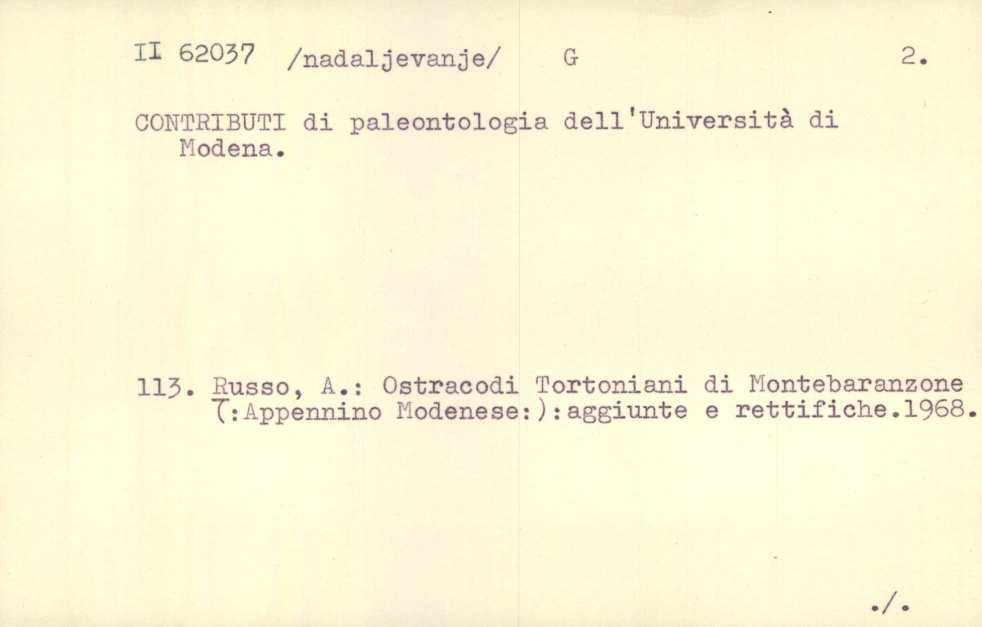 II 62037 /nadaljevanje/ G 2.
CONTRIBUTI di paleontologia dell'Università di
Modena.
113. Russo, A.: Ostracodi Tortoniani di Montebaranzone
(:Appennino Modenese:):aggiunte e rettifiche.1968.
./.